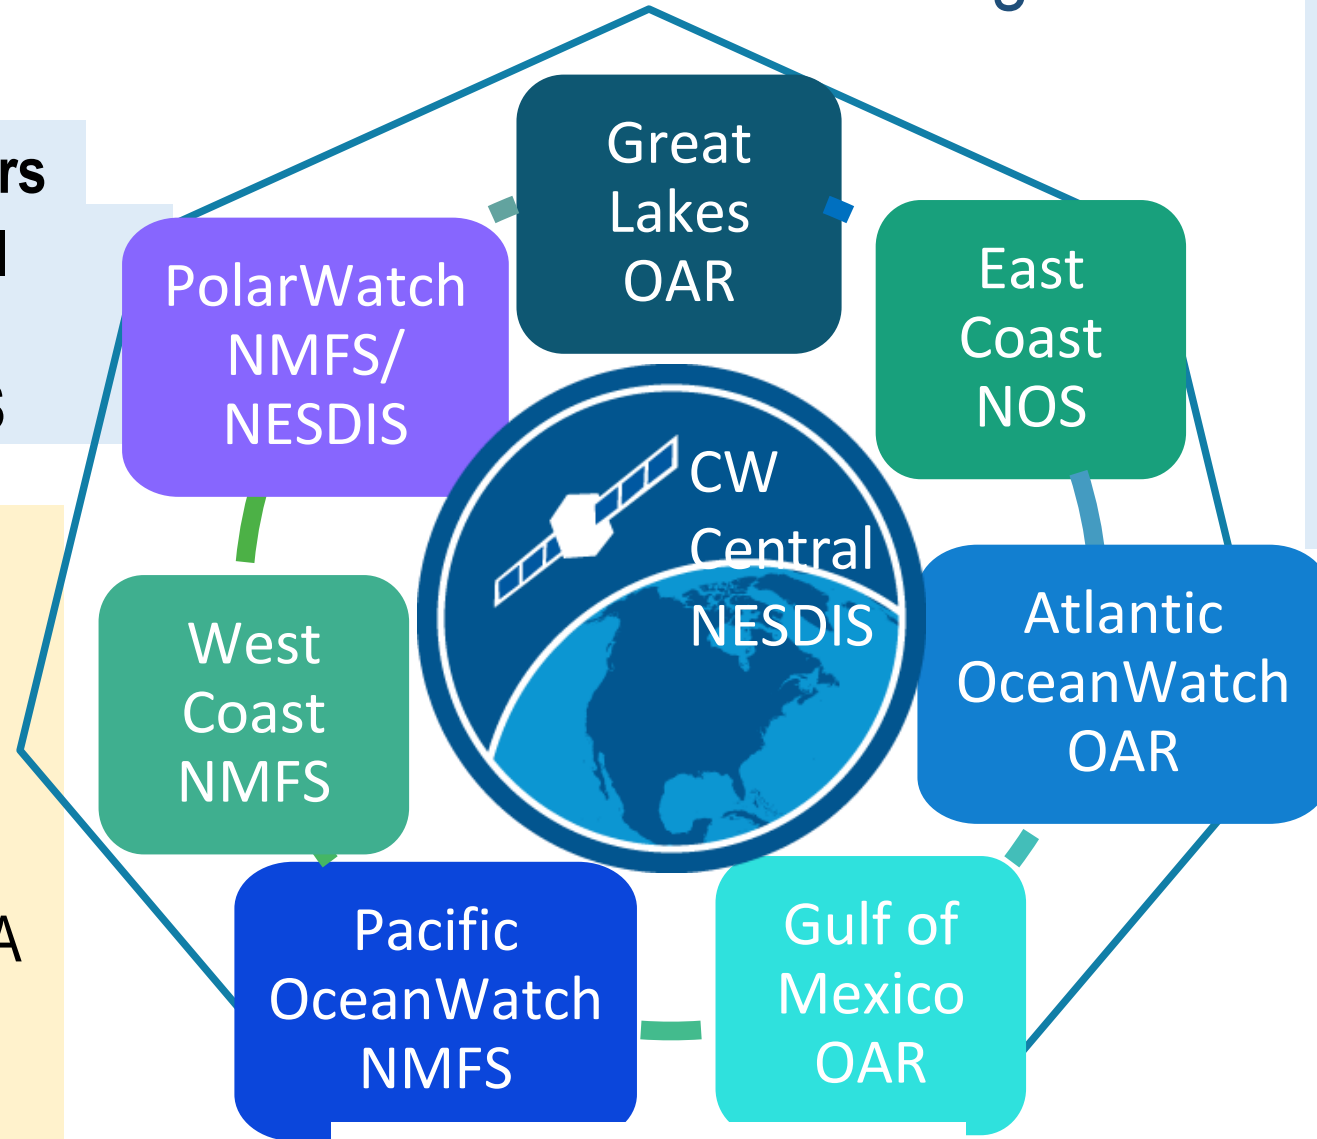 Great
Lakes
OAR
East
Coast
NOS
PolarWatch
NMFS/
NESDIS
CW
Central
NESDIS
Atlantic
OceanWatch
OAR
West
Coast
NMFS
Gulf of
Mexico
OAR
Pacific
OceanWatch
NMFS